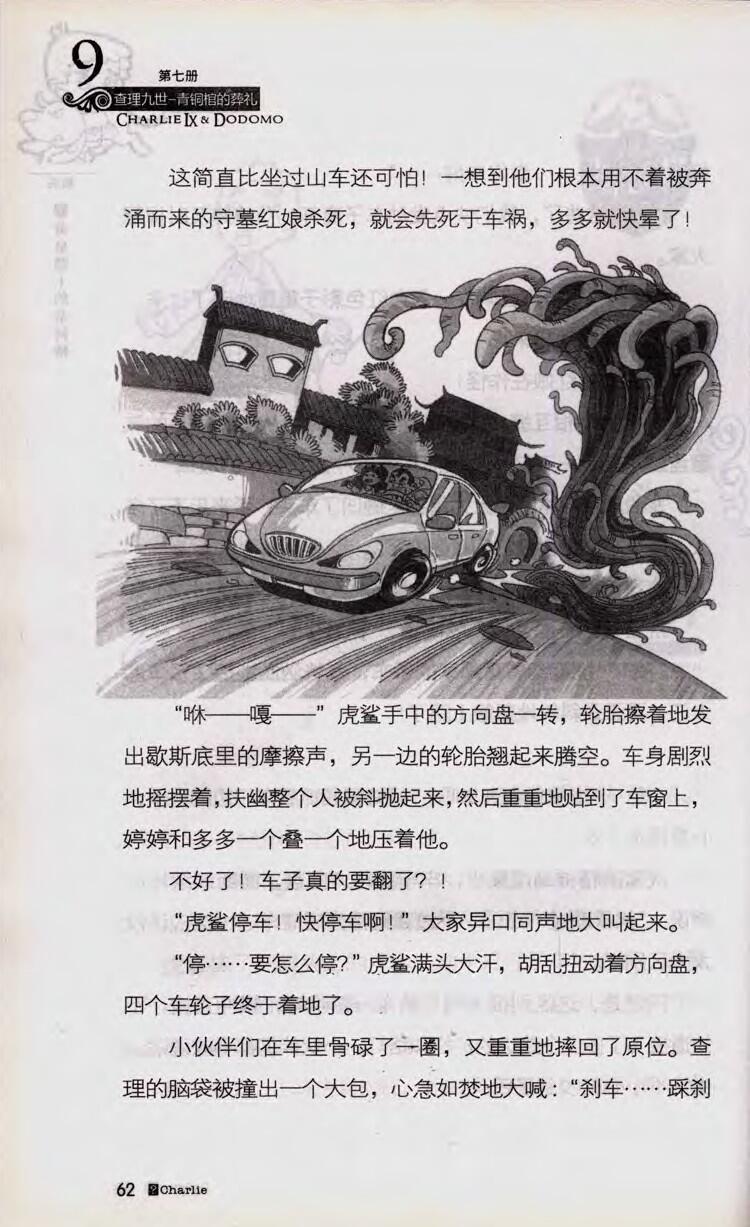 9
第七册
查理九世-青铜棺的葬礼
CHARLIE IX & DODOMO
这简直比坐过山车还可怕！一想到他们根本用不着被奔
涌而来的守墓红娘杀死，就会先死于车祸，多多就快晕了！
“咻——嘎——”虎鲨手中的方向盘一转，轮胎擦着地发
出歇斯底里的摩擦声，另一边的轮胎翘起来腾空。车身剧烈
地摇摆着，扶幽整个人被斜抛起来，然后重重地贴到了车窗上，
婷婷和多多一个叠一个地压着他。
不好了！车子真的要翻了？！
“虎鲨停车！快停车啊！”大家异口同声地大叫起来。
“停……要怎么停？”虎鲨满头大汗，胡乱扭动着方向盘，
四个车轮子终于着地了。
小伙伴们在车里骨碌了一圈，又重重地摔回了原位。查
理的脑袋被撞出一个大包，心急如焚地大喊：“刹车……踩刹
62 Charlie